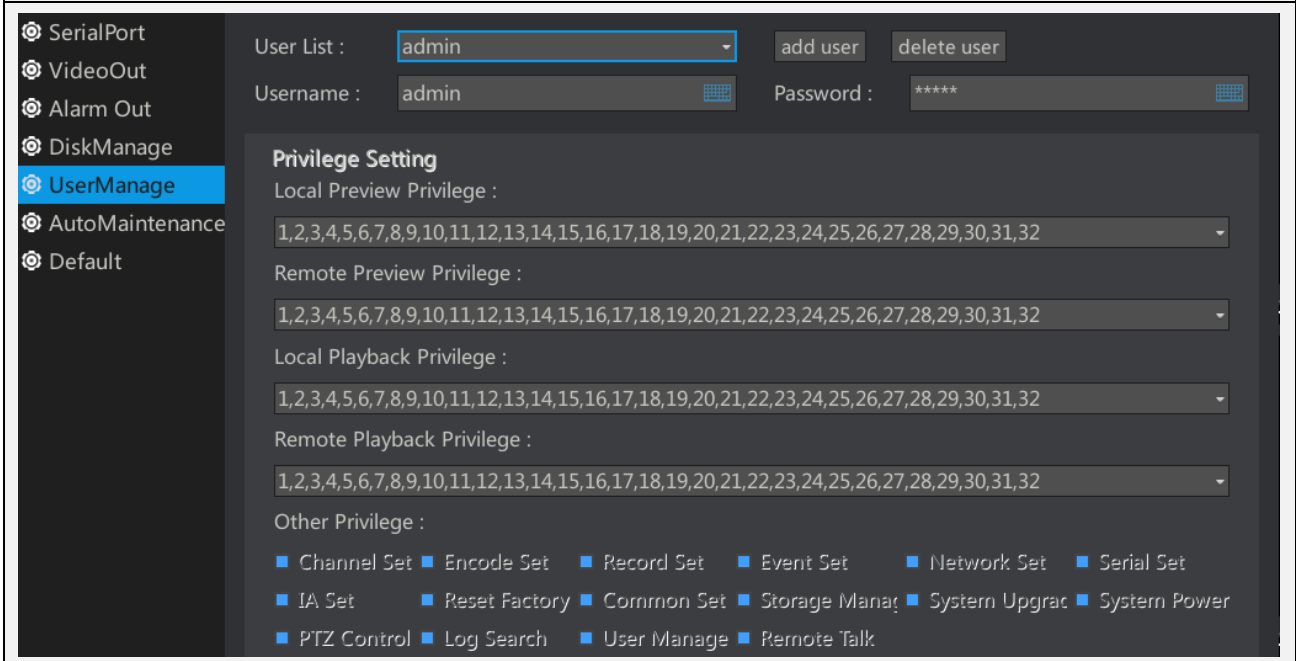 SerialPort
VideoOut
Alarm Out
DiskManage
UserManage
AutoMaintenance
Default
User List : admin add user delete user
Username : admin Password : *****
Privilege Setting
Local Preview Privilege :
1,2,3,4,5,6,7,8,9,10,11,12,13,14,15,16,17,18,19,20,21,22,23,24,25,26,27,28,29,30,31,32
Remote Preview Privilege :
1,2,3,4,5,6,7,8,9,10,11,12,13,14,15,16,17,18,19,20,21,22,23,24,25,26,27,28,29,30,31,32
Local Playback Privilege :
1,2,3,4,5,6,7,8,9,10,11,12,13,14,15,16,17,18,19,20,21,22,23,24,25,26,27,28,29,30,31,32
Remote Playback Privilege :
1,2,3,4,5,6,7,8,9,10,11,12,13,14,15,16,17,18,19,20,21,22,23,24,25,26,27,28,29,30,31,32
Other Privilege :
Channel Set Encode Set Record Set Event Set Network Set Serial Set
IA Set Reset Factory Common Set Storage Manag System Upgrac System Power
PTZ Control Log Search User Manage Remote Talk